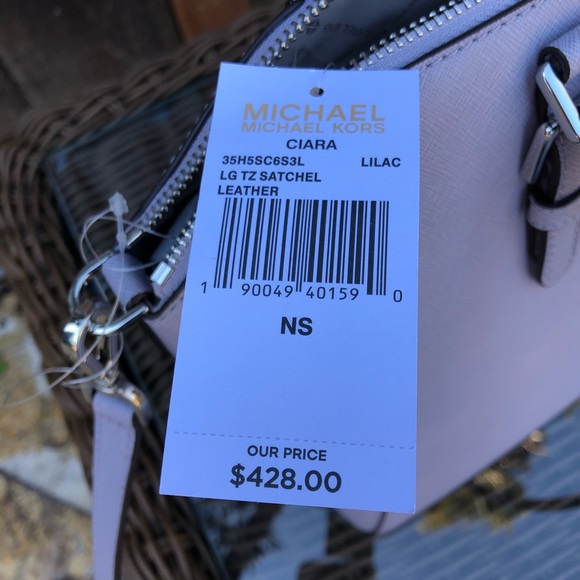 MICHAEL
MICHAEL KORS
CIARA
35H5SC6S3L LILAC
LG TZ SATCHEL
LEATHER
1 90049 40159 0
NS
OUR PRICE
$428.00